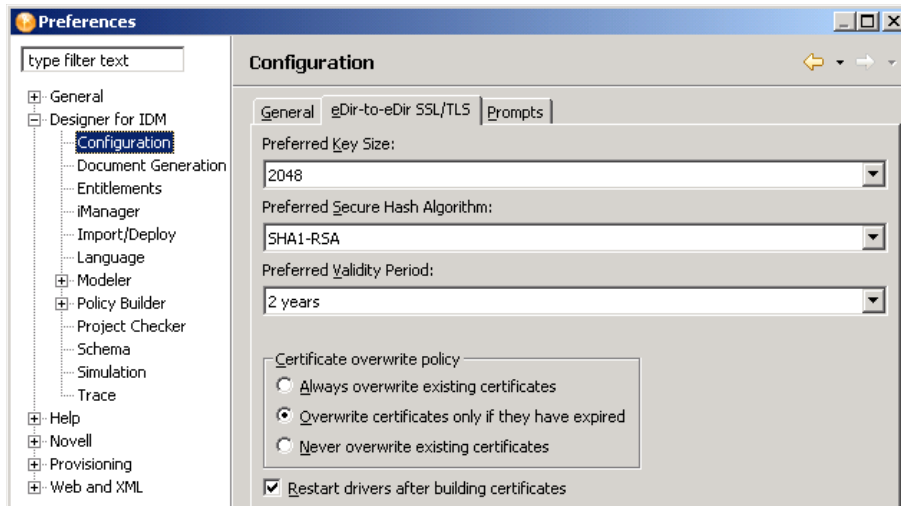 Preferences
type filter text
General
Designer for IDM
Configuration
Document Generation
Entitlements
iManager
Import/Deploy
Language
Modeler
Policy Builder
Project Checker
Schema
Simulation
Trace
Help
Novell
Provisioning
Web and XML
Configuration
General eDir-to-eDir SSL/TLS Prompts
Preferred Key Size:
2048
Preferred Secure Hash Algorithm:
SHA1-RSA
Preferred Validity Period:
2 years
Certificate overwrite policy
Always overwrite existing certificates
Overwrite certificates only if they have expired
Never overwrite existing certificates
Restart drivers after building certificates